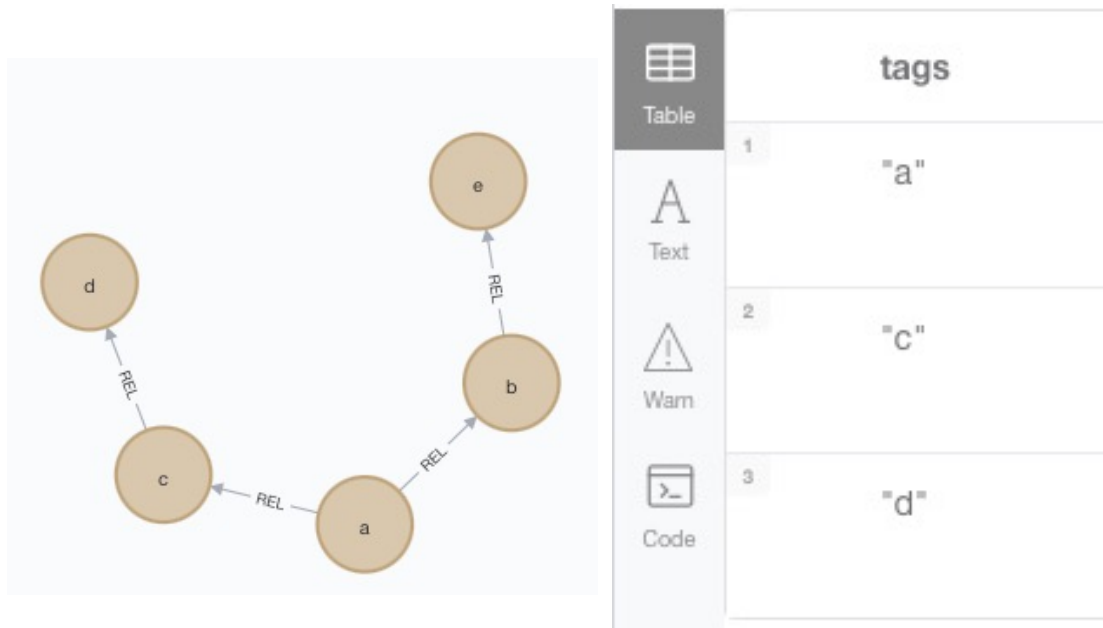 e
d
REL
REL
b
REL
c
REL
a
Table
Text
Warn
Code
tags
1
"a"
2
"c"
3
"d"